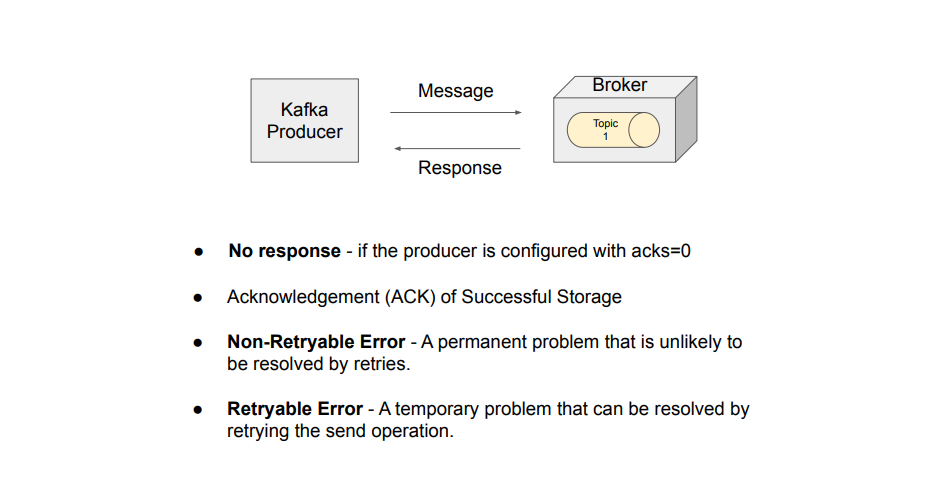 Kafka
Producer
Message
Response
Broker
Topic
1
● No response - if the producer is configured with acks=0
● Acknowledgement (ACK) of Successful Storage
● Non-Retryable Error - A permanent problem that is unlikely to
be resolved by retries.
● Retryable Error - A temporary problem that can be resolved by
retrying the send operation.